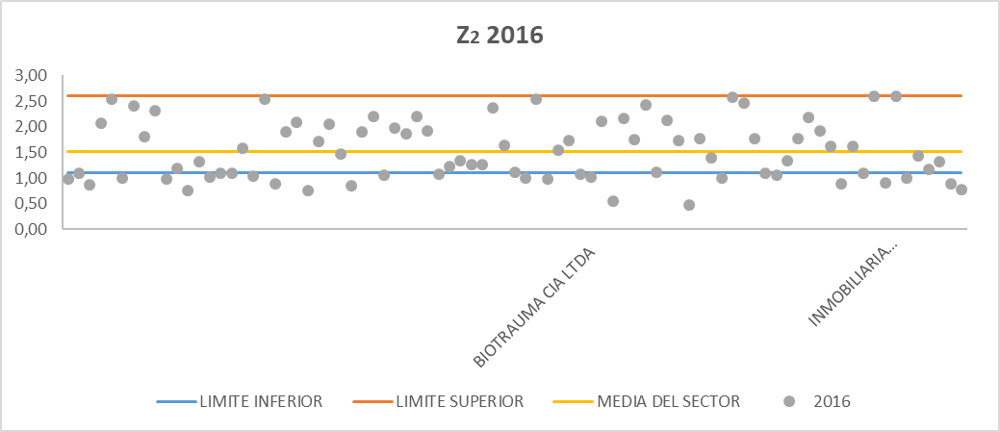 Z2 2016
3,00
2,50
2,00
1,50
1,00
0,50
0,00
BIOTRAUMA CIA LTDA
INMOBILIARIA...
LIMITE INFERIOR
LIMITE SUPERIOR
MEDIA DEL SECTOR
2016